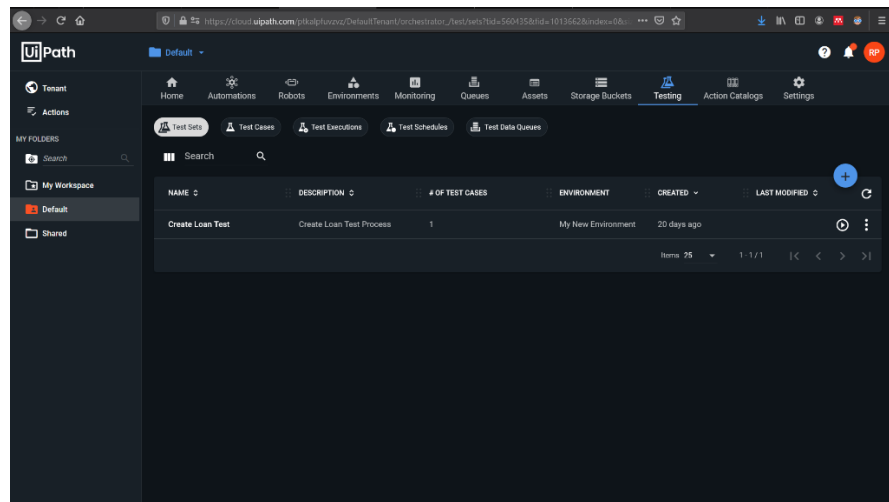 https://cloud.uipath.com/ptkalpfuvzvz/DefaultTenant/orchestrator_/test/sets?tid=560435&fid=1013662&index=0&s
UiPath
Default
RP
Tenant
Actions
MY FOLDERS
Search
My Workspace
Default
Shared
Home Automations Robots Environments Monitoring Queues Assets Storage Buckets Testing Action Catalogs Settings
Test Sets Test Cases Test Executions Test Schedules Test Data Queues
Search
NAME DESCRIPTION # OF TEST CASES ENVIRONMENT CREATED LAST MODIFIED
Create Loan Test Create Loan Test Process 1 My New Environment 20 days ago
Items 25 1 - 1 / 1